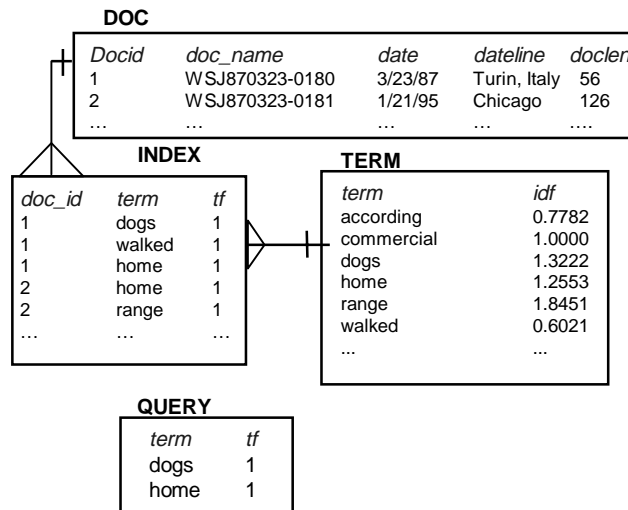 DOC
Docid doc_name date dateline doclen
1 WSJ870323-0180 3/23/87 Turin, Italy 56
2 WSJ870323-0181 1/21/95 Chicago 126
… … … … ….
INDEX
doc_id term tf
1 dogs 1
1 walked 1
1 home 1
2 home 1
2 range 1
… … …
TERM
term idf
according 0.7782
commercial 1.0000
dogs 1.3222
home 1.2553
range 1.8451
walked 0.6021
... ...
QUERY
term tf
dogs 1
home 1